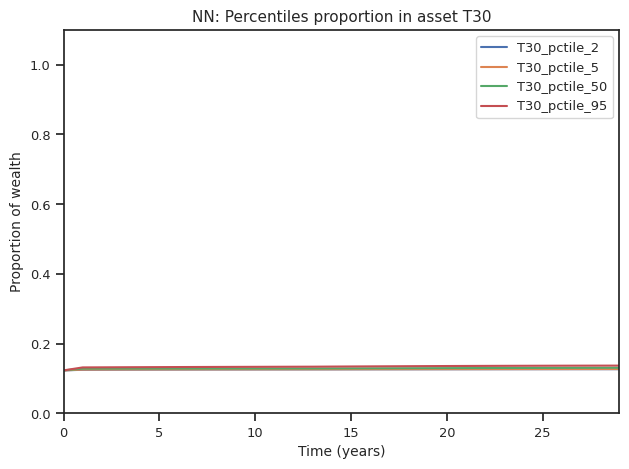 NN: Percentiles proportion in asset T30
T30_pctile_2
T30_pctile_5
T30_pctile_50
T30_pctile_95
Proportion of wealth
1.0
0.8
0.6
0.4
0.2
0.0
0
5
10
15
20
25
Time (years)